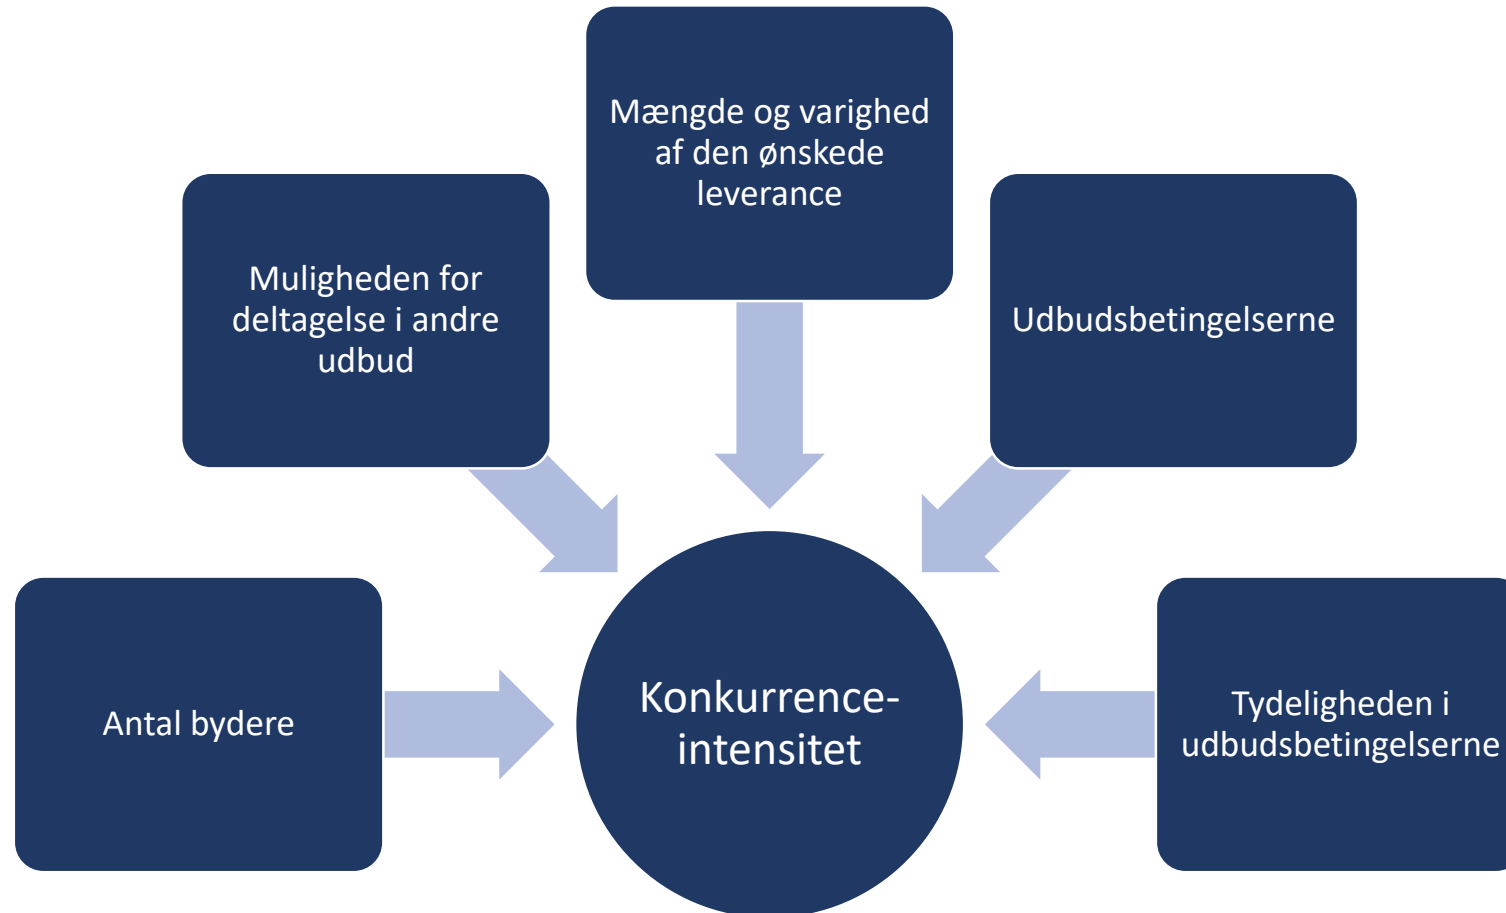 Mængde og varighed
af den ønskede
leverance
Muligheden for
deltagelse i andre
udbud
Udbudsbetingelserne
Antal bydere
Konkurrence-
intensitet
Tydeligheden i
udbudsbetingelserne